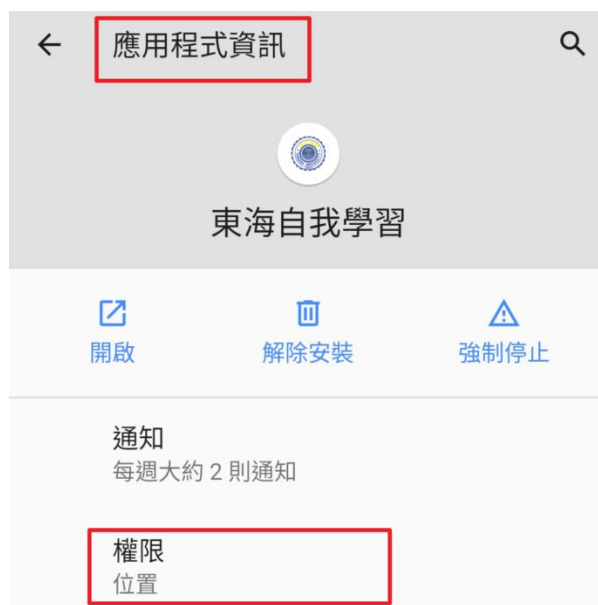 應用程式資訊
東海自我學習
開啟
解除安裝
強制停止
通知
每週大約 2 則通知
權限
位置